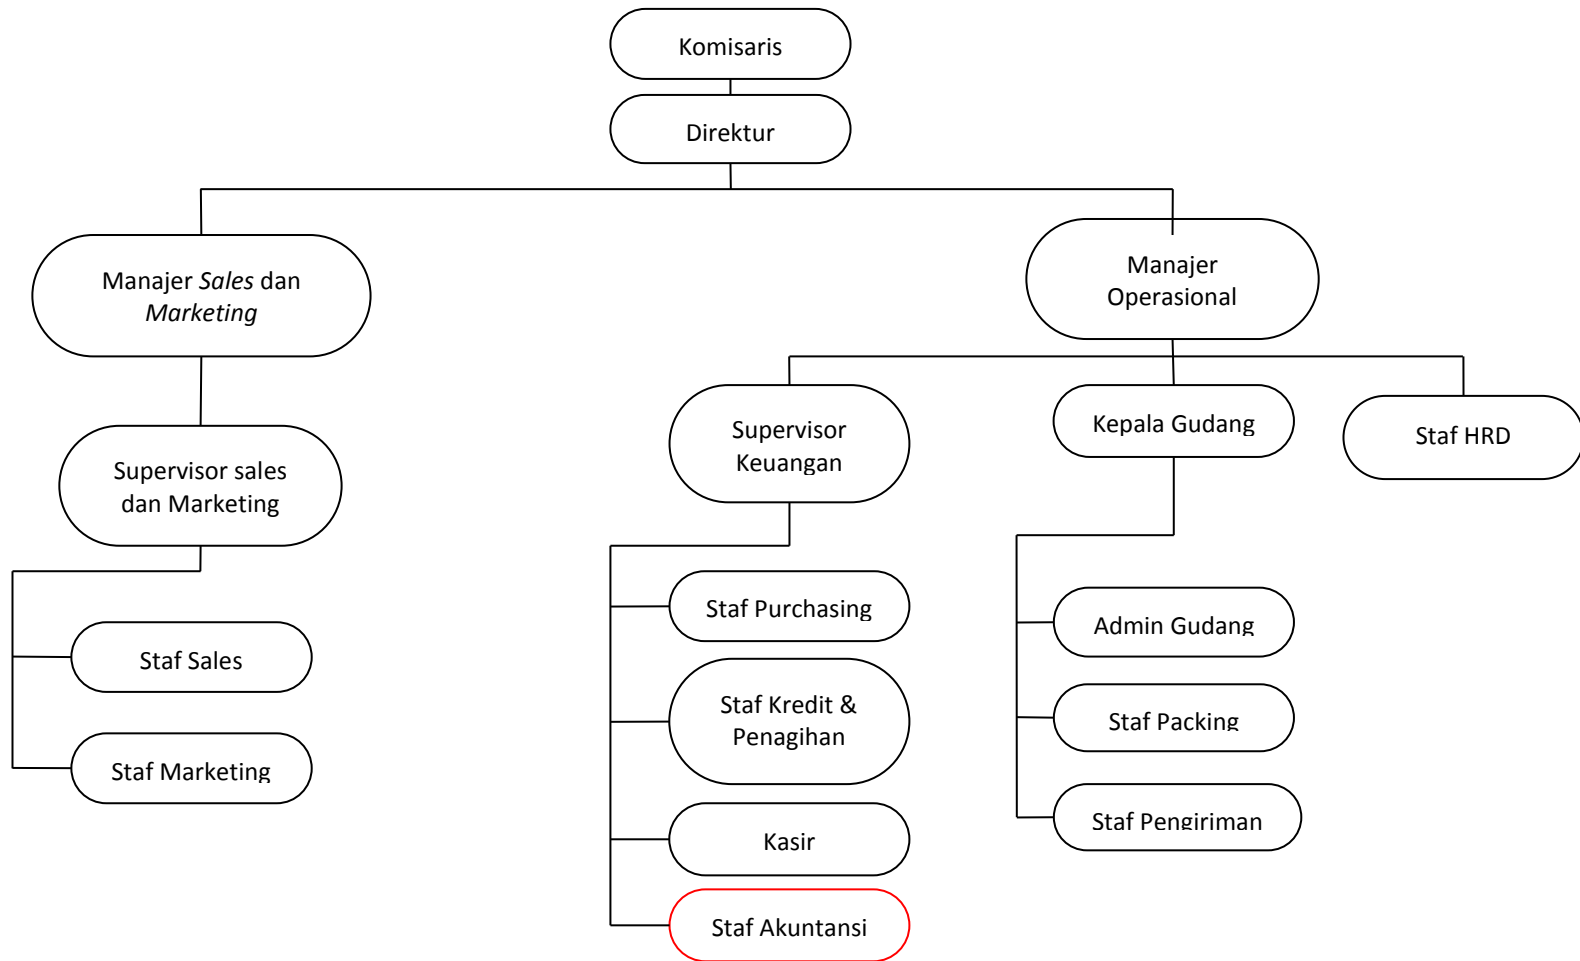 Komisaris
Direktur
Manajer Sales dan
Marketing
Manajer
Operasional
Supervisor sales
dan Marketing
Supervisor
Keuangan
Kepala Gudang
Staf HRD
Staf Sales
Staf Marketing
Staf Purchasing
Staf Kredit &
Penagihan
Kasir
Staf Akuntansi
Admin Gudang
Staf Packing
Staf Pengiriman